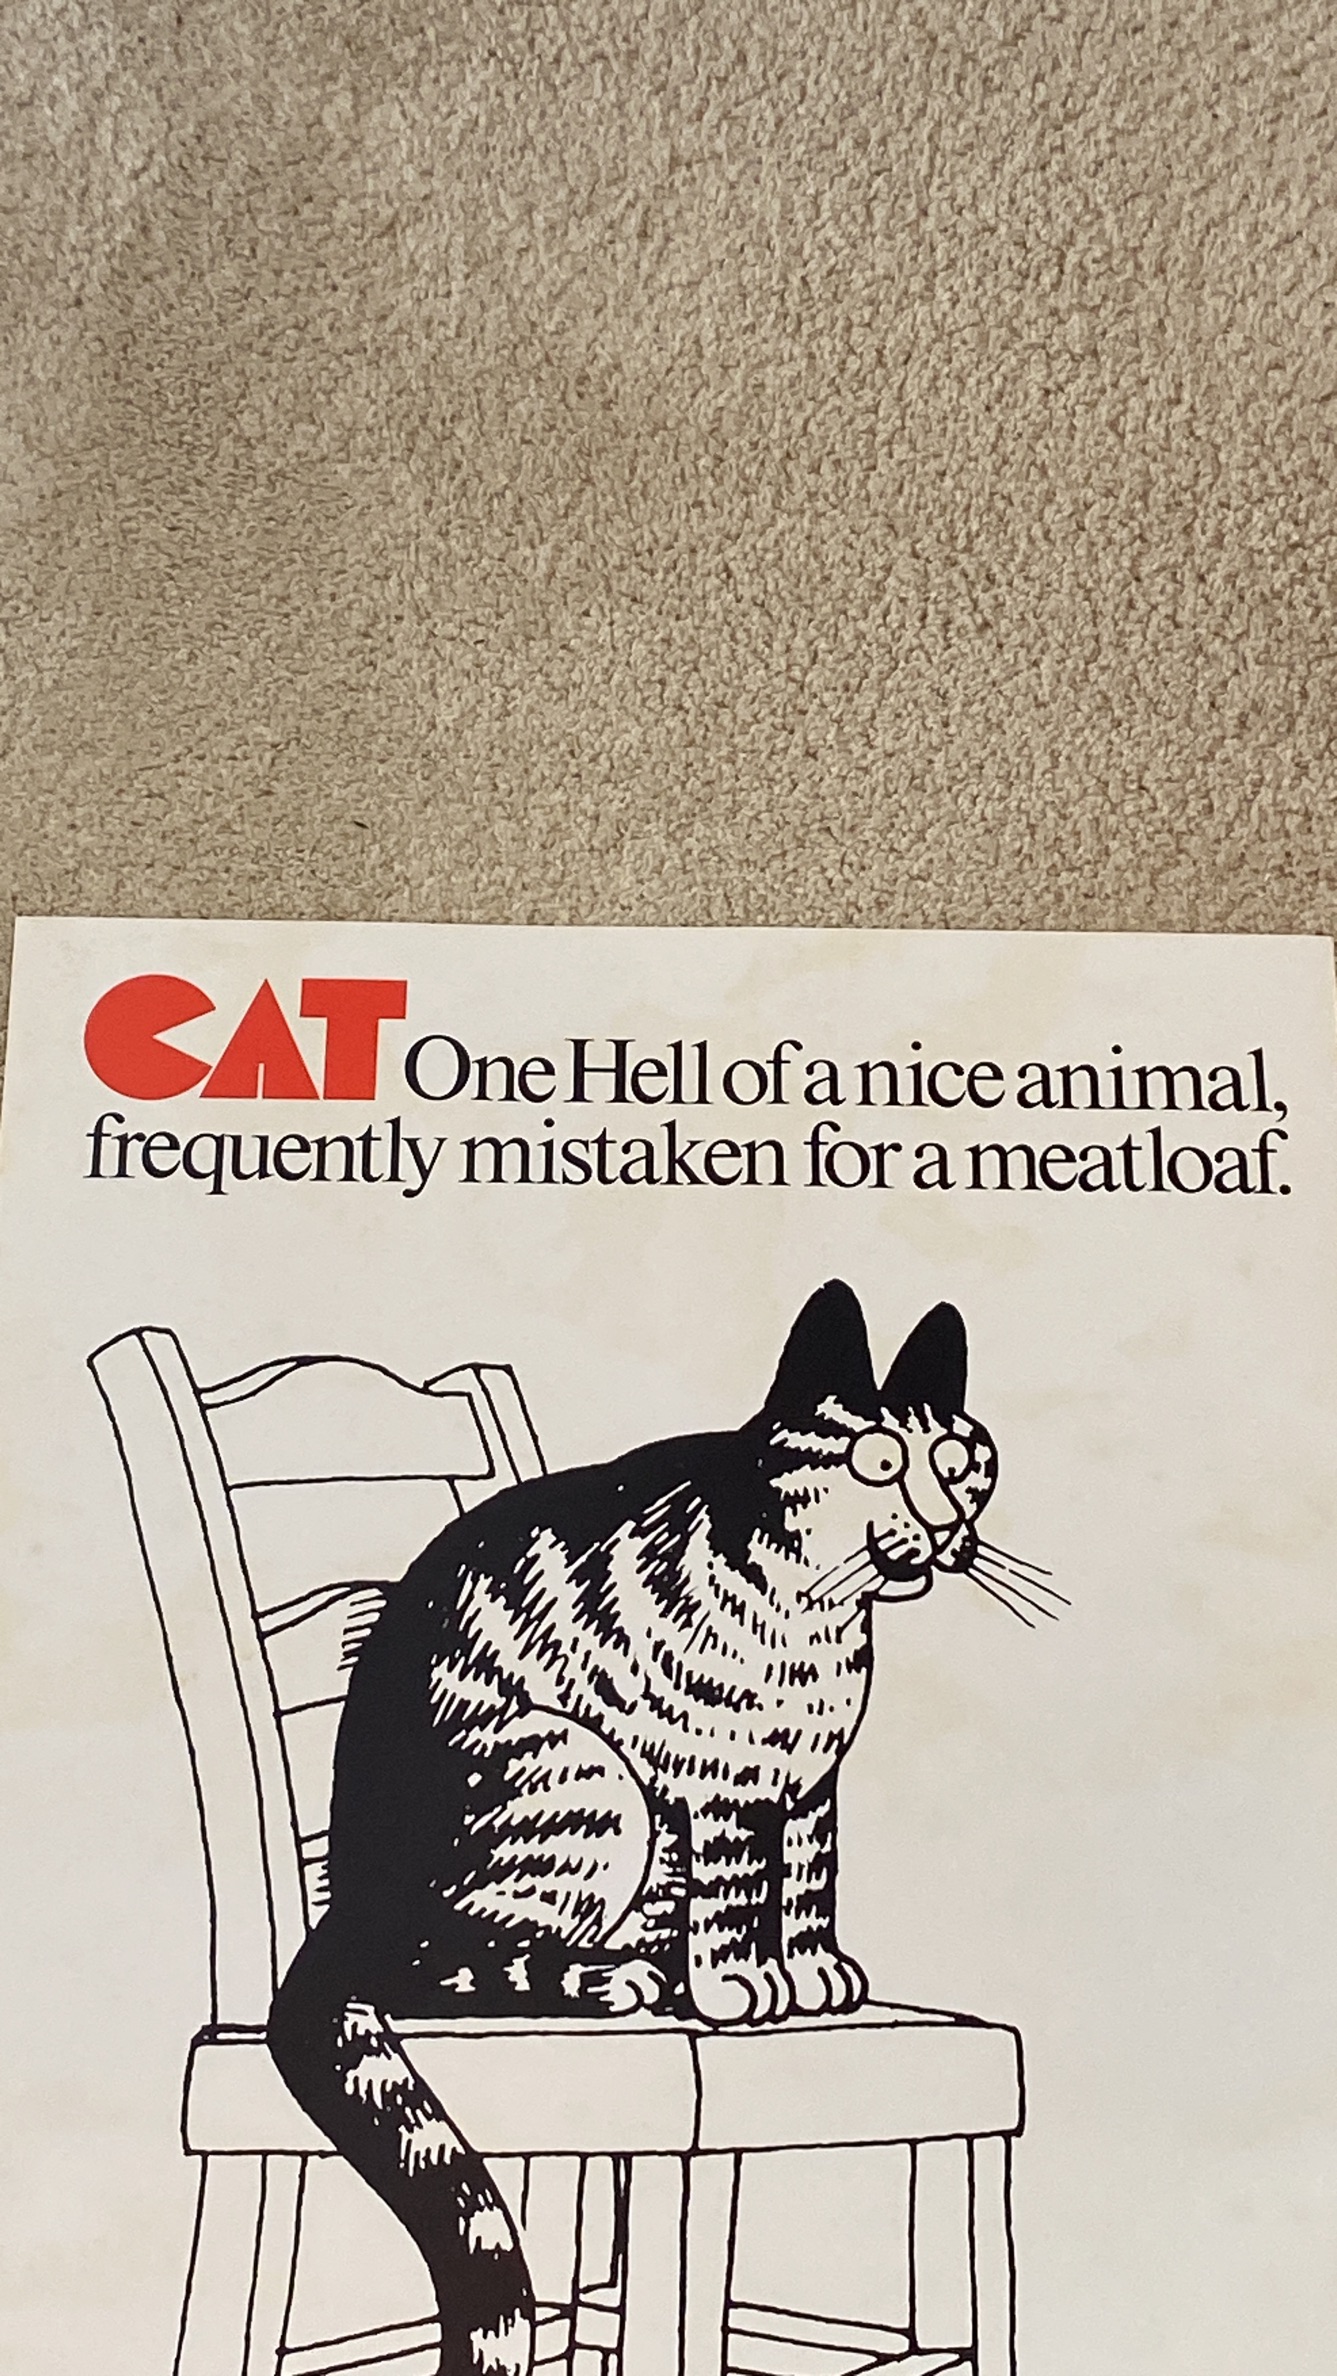 CAT One Hell of a nice animal,
frequently mistaken for a meatloaf.